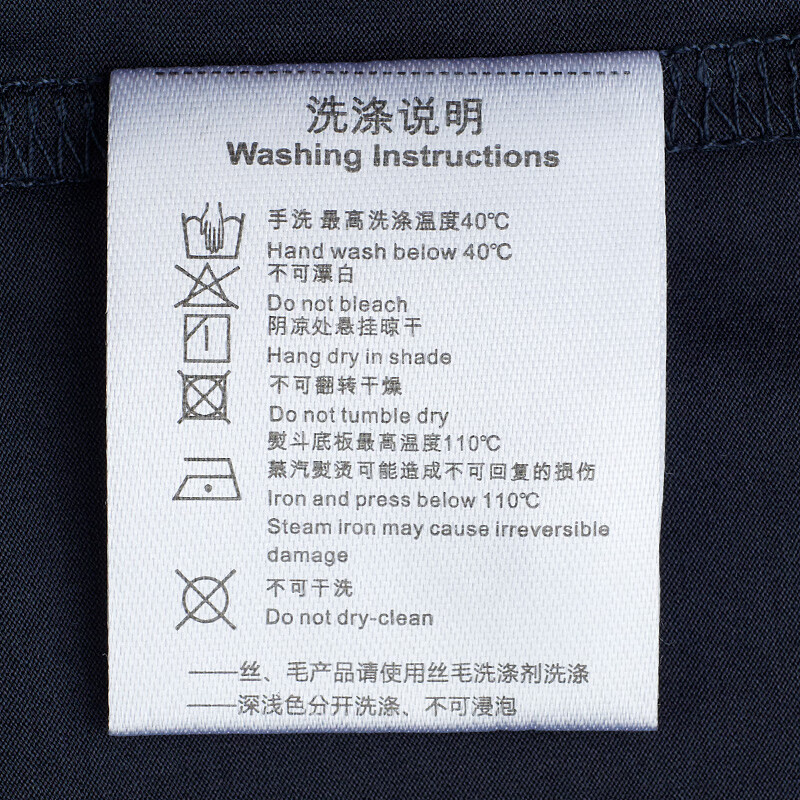 洗涤说明
Washing Instructions
手洗 最高洗涤温度40℃
Hand wash below 40℃
不可漂白
Do not bleach
阴凉处悬挂晾干
Hang dry in shade
不可翻转干燥
Do not tumble dry
熨斗底板最高温度110℃
蒸汽熨烫可能造成不可回复的损伤
Iron and press below 110℃
Steam iron may cause irreversible
damage
不可干洗
Do not dry-clean
——丝、毛产品请使用丝毛洗涤剂洗涤
——深浅色分开洗涤、不可浸泡